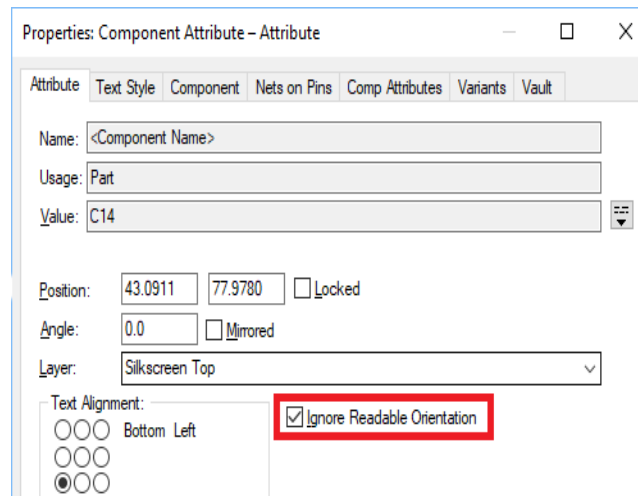 Properties: Component Attribute – Attribute
Attribute Text Style Component Nets on Pins Comp Attributes Variants Vault
Name: <Component Name>
Usage: Part
Value: C14
Position: 43.0911 77.9780 Locked
Angle: 0.0 Mirrored
Layer: Silkscreen Top
Text Alignment:
Bottom Left
Ignore Readable Orientation